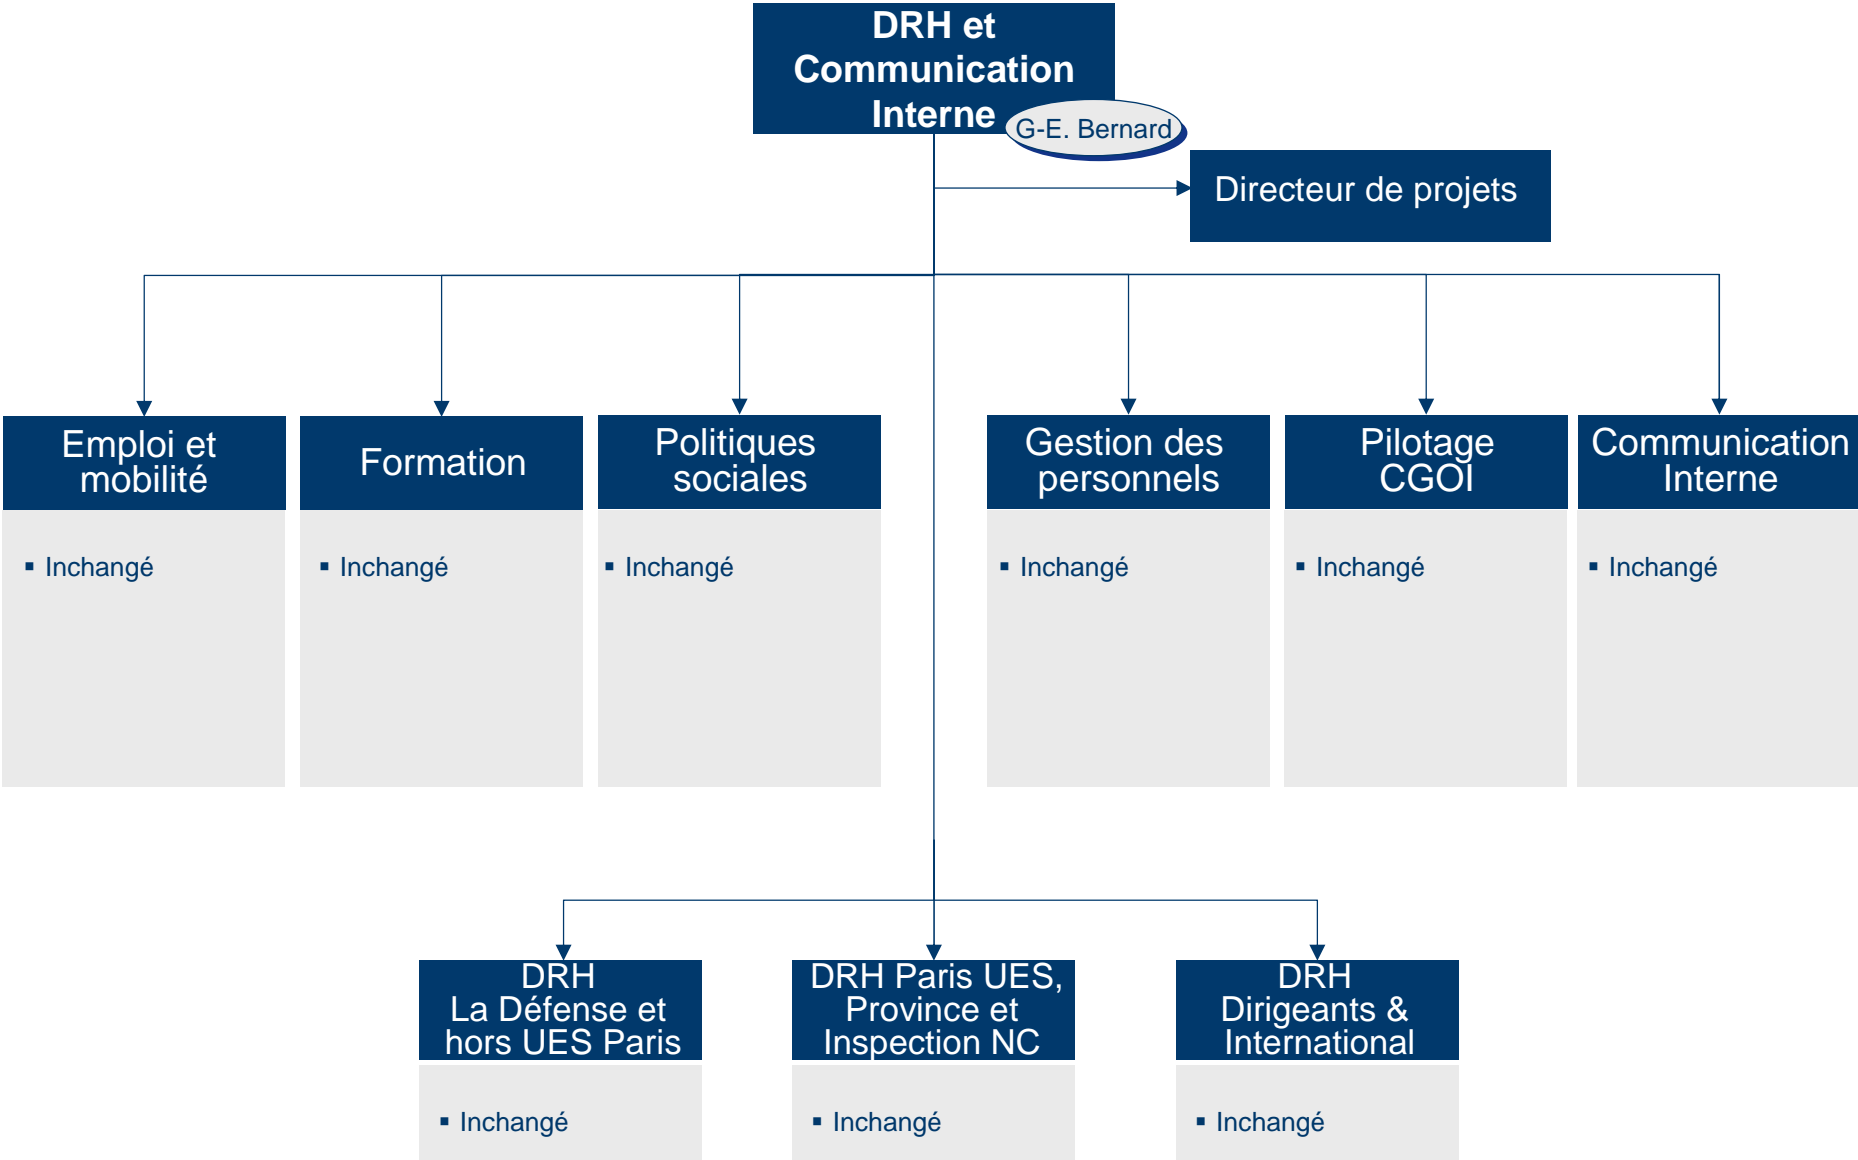 DRH et
Communication
Interne
G-E. Bernard
Directeur de projets
Emploi et
mobilité
▪ Inchangé
Formation
▪ Inchangé
Politiques
sociales
▪ Inchangé
Gestion des
personnels
▪ Inchangé
Pilotage
CGOI
▪ Inchangé
Communication
Interne
▪ Inchangé
DRH
La Défense et
hors UES Paris
▪ Inchangé
DRH Paris UES,
Province et
Inspection NC
▪ Inchangé
DRH
Dirigeants &
International
▪ Inchangé